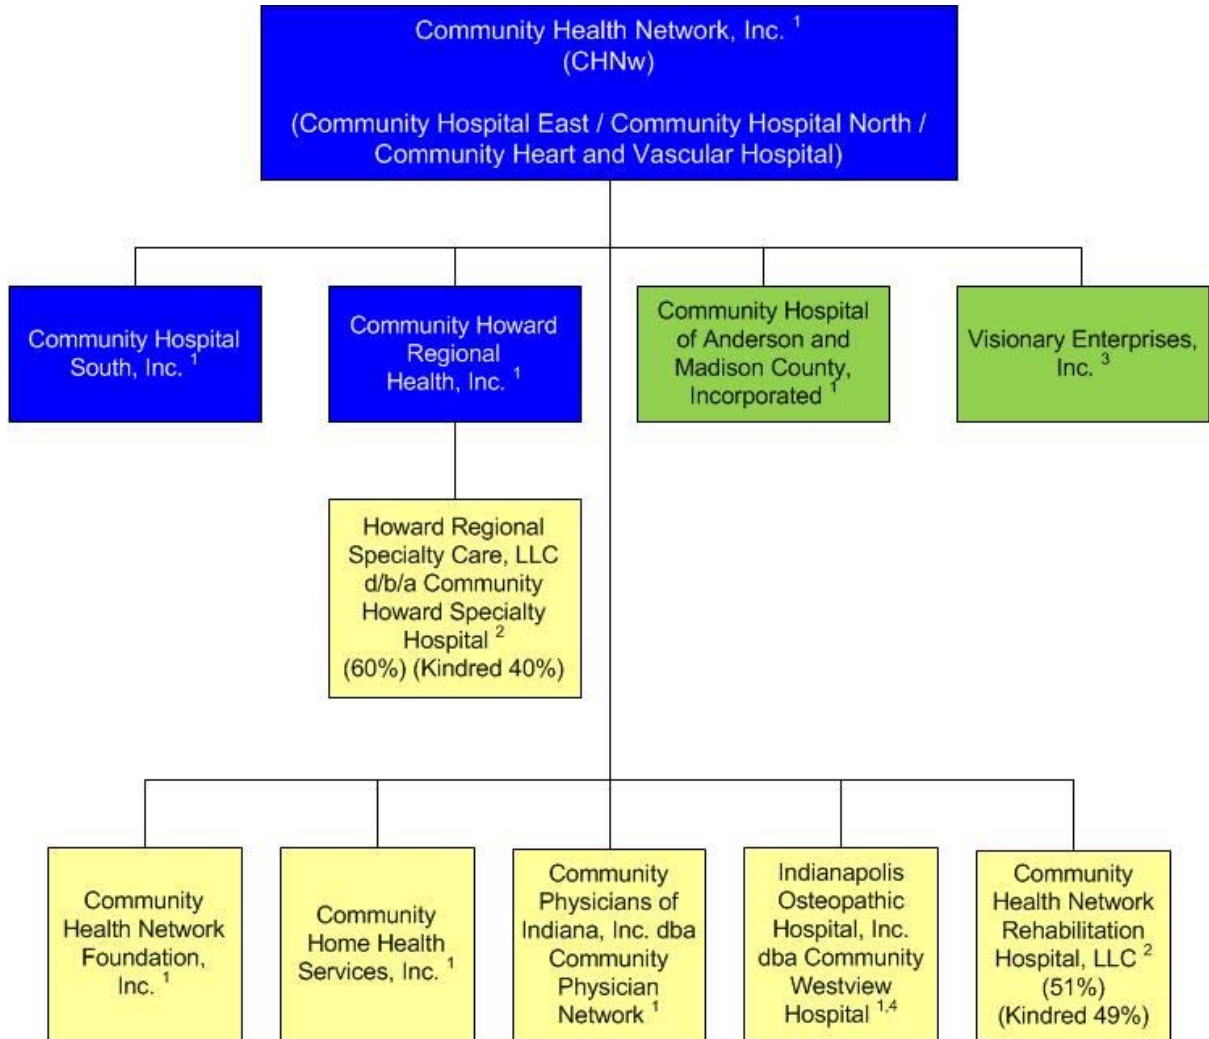 Community Health Network, Inc. 1
(CHNw)
(Community Hospital East / Community Hospital North /
Community Heart and Vascular Hospital)
Community Hospital
South, Inc. 1
Community Howard
Regional
Health, Inc. 1
Community Hospital
of Anderson and
Madison County,
Incorporated 1
Visionary Enterprises,
Inc. 3
Howard Regional
Specialty Care, LLC
d/b/a Community
Howard Specialty
Hospital 2
(60%) (Kindred 40%)
Community
Health Network
Foundation,
Inc. 1
Community
Home Health
Services, Inc. 1
Community
Physicians of
Indiana, Inc. dba
Community
Physician
Network 1
Indianapolis
Osteopathic
Hospital, Inc.
dba Community
Westview
Hospital 1,4
Community
Health Network
Rehabilitation
Hospital, LLC 2
(51%)
(Kindred 49%)